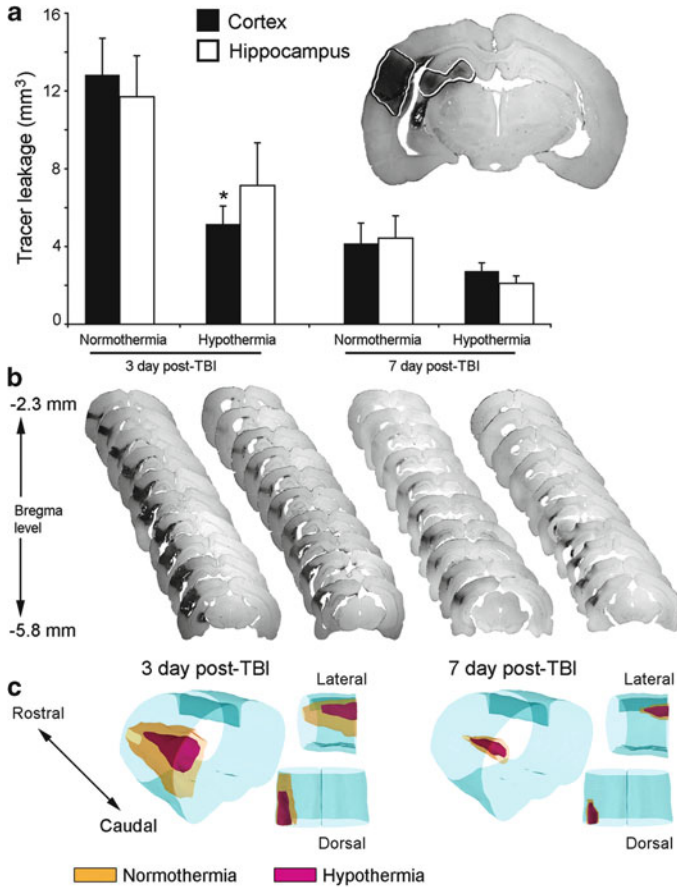 a
Cortex
Hippocampus
Tracer leakage (mm³)
16
12
8
4
0
*
Normothermia Hypothermia Normothermia Hypothermia
3 day post-TBI 7 day post-TBI
b
-2.3 mm
Bregma
level
-5.8 mm
c
3 day post-TBI 7 day post-TBI
Lateral Lateral
Rostral
Caudal
Dorsal Dorsal
Normothermia Hypothermia